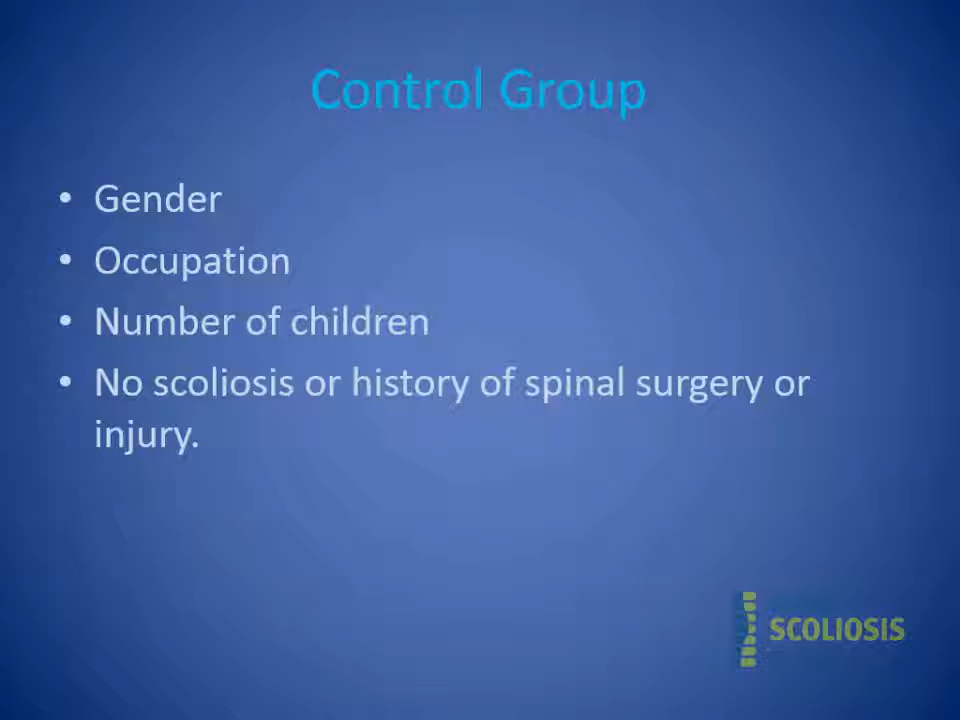 Control Group
• Gender
• Occupation
• Number of children
• No scoliosis or history of spinal surgery or
injury.
SCOLIOSIS